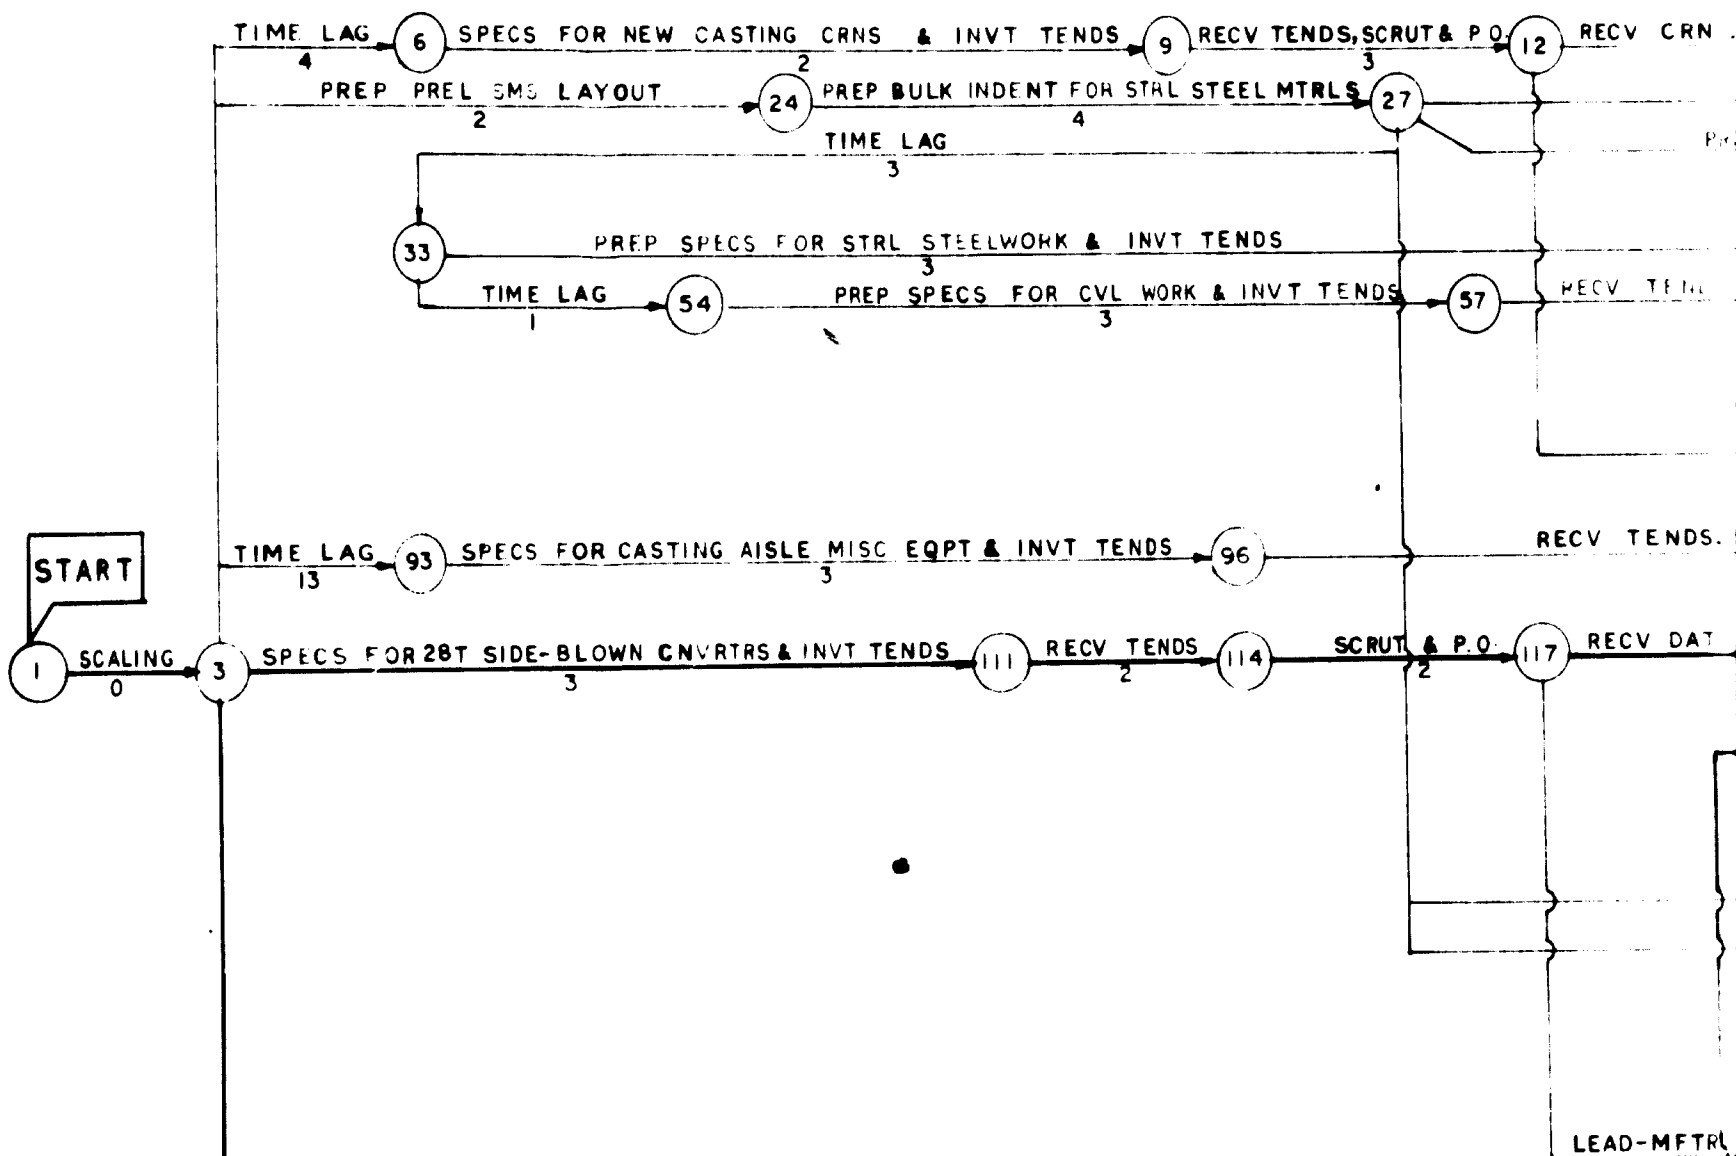 TIME LAG 6 SPECS FOR NEW CASTING CRNS & INVT TENDS 9 RECV TENDS, SCRUT & P.O. 12 RECV CRN
4 2 3
PREP PREL SMS LAYOUT 24 PREP BULK INDENT FOR STRL STEEL MTRLS 27
2 4
TIME LAG
3
33 PREP SPECS FOR STRL STEELWORK & INVT TENDS
3
TIME LAG 54 PREP SPECS FOR CVL WORK & INVT TENDS 57 RECV TEND
1 3
START
TIME LAG 93 SPECS FOR CASTING AISLE MISC EQPT & INVT TENDS 96 RECV TENDS.
13 3
1 SCALING 3 SPECS FOR 28T SIDE-BLOWN CNVRTRS & INVT TENDS 111 RECV TENDS 114 SCRUT & P.O. 117 RECV DAT
0 3 2 2
LEAD-MFTRL